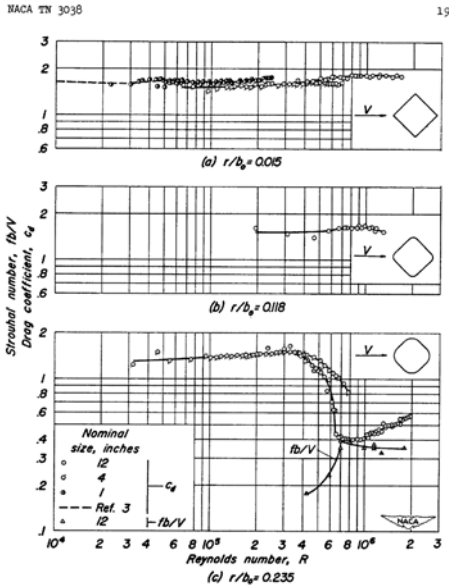 NACA TN 3038 19
3
2
1
.8
.6
V
(a) r/b₀=0.015
3
2
1
.8
.6
V
(b) r/b₀=0.118
Strouhal number, fb/V
Drag coefficient, c_d
2
1
.8
.6
.4
.3
.2
.1
V
Nominal
size, inches
12
4
1
c_d
Ref. 3
12 fb/V
fb/V
NACA
10⁴ 2 4 6 8 10⁵ 2 4 6 8 10⁶ 2 3
Reynolds number, R
(c) r/b₀=0.235